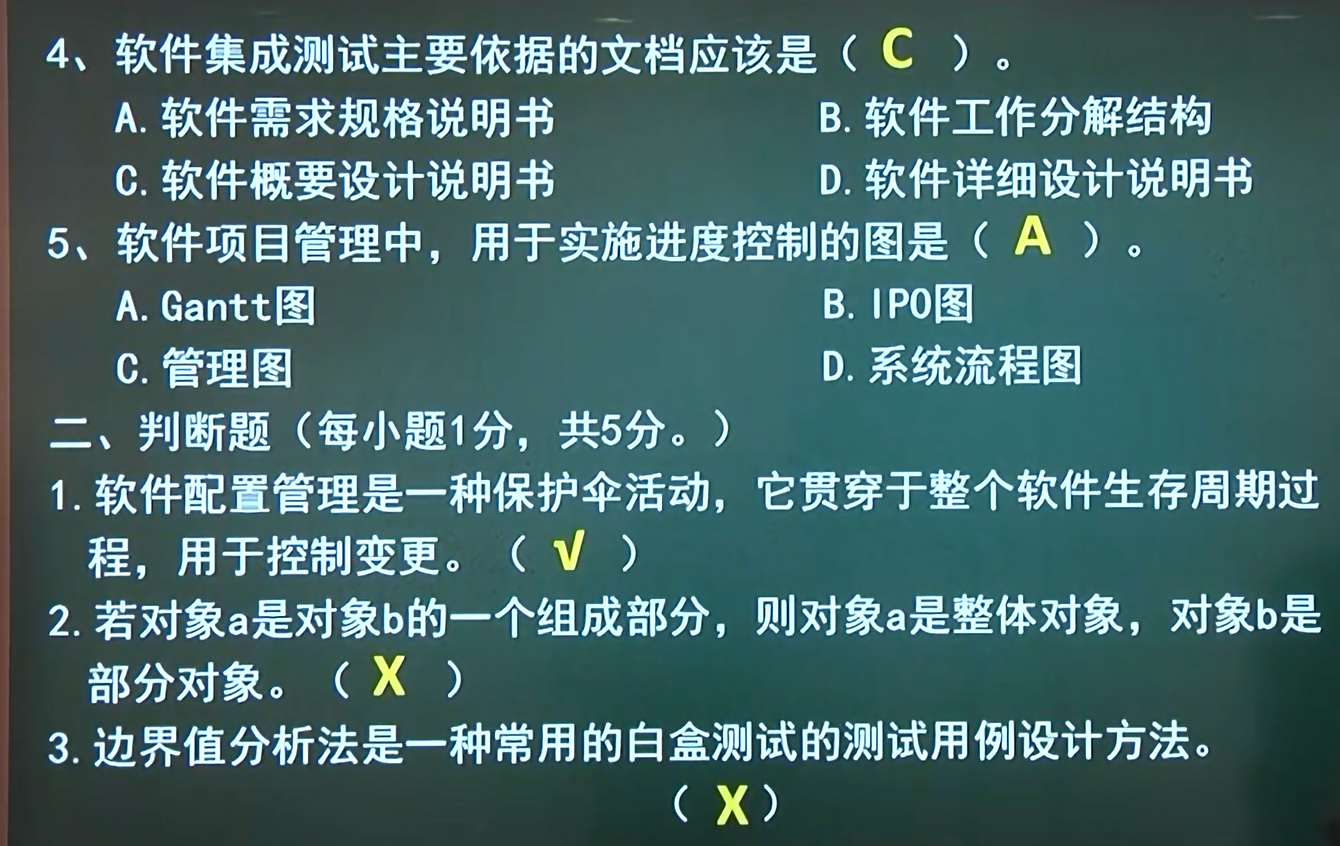 4、软件集成测试主要依据的文档应该是（ C ）。
A.软件需求规格说明书 B.软件工作分解结构
C.软件概要设计说明书 D.软件详细设计说明书
5、软件项目管理中，用于实施进度控制的图是（ A ）。
A.Gantt图 B.IPO图
C.管理图 D.系统流程图
二、判断题（每小题1分，共5分。）
1.软件配置管理是一种保护伞活动，它贯穿于整个软件生存周期过
程，用于控制变更。（ √ ）
2.若对象a是对象b的一个组成部分，则对象a是整体对象，对象b是
部分对象。（ X ）
3.边界值分析法是一种常用的白盒测试的测试用例设计方法。
（ X ）